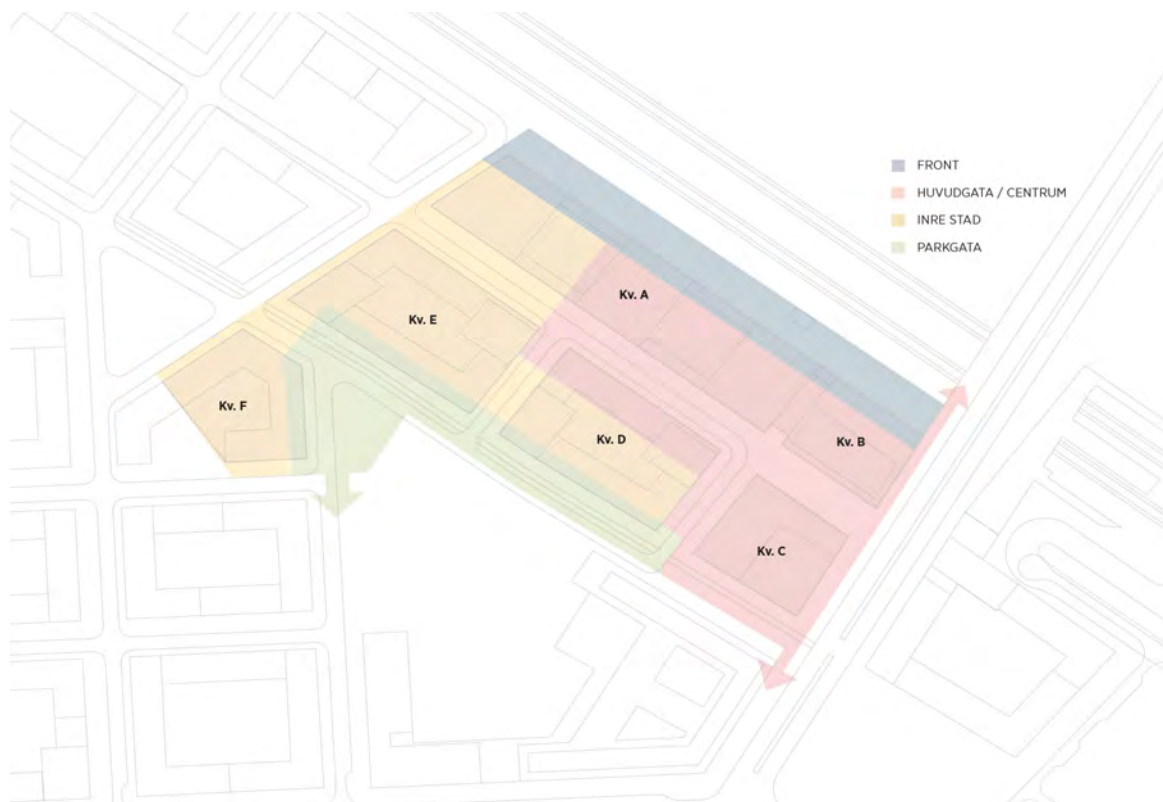 FRONT
HUVUDGATA / CENTRUM
INRE STAD
PARKGATA
Kv. A
Kv. E
Kv. F
Kv. D
Kv. B
Kv. C